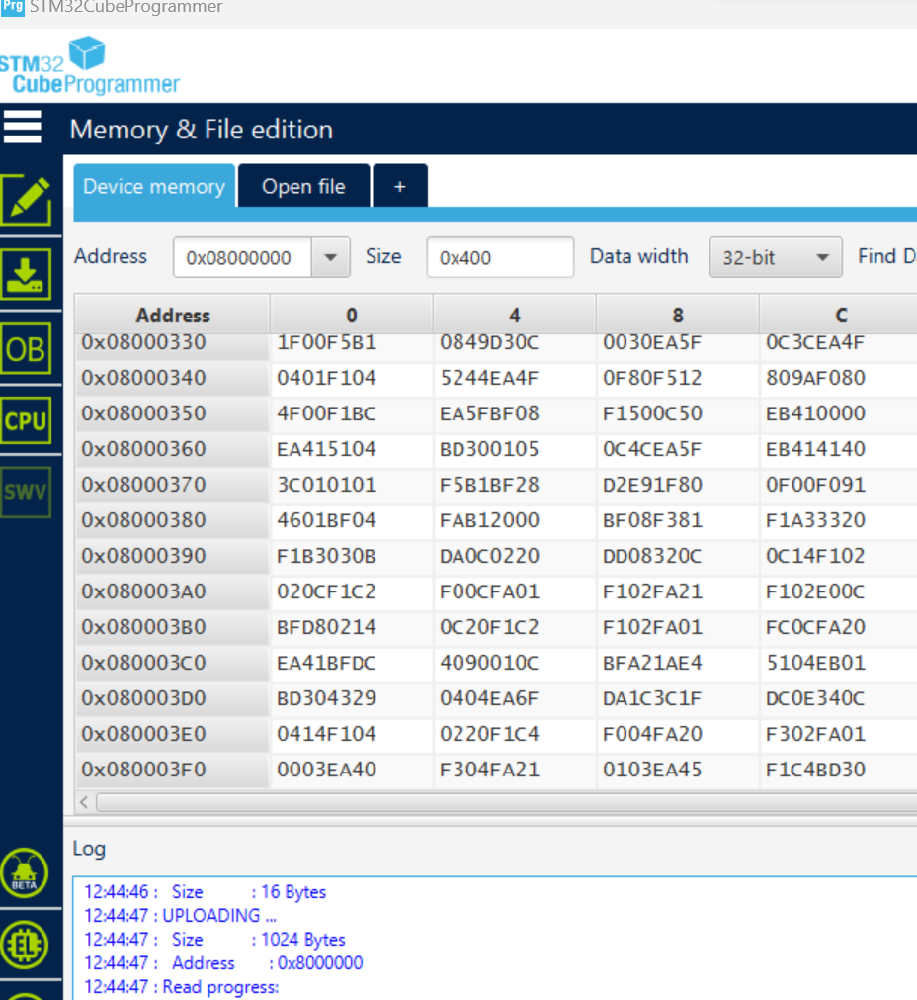 Prg STM32CubeProgrammer
STM32
CubeProgrammer
Memory & File edition
Device memory Open file +
Address 0x08000000 Size 0x400 Data width 32-bit Find D
Address 0 4 8 C
0x08000330 1F00F5B1 0849D30C 0030EA5F 0C3CEA4F
0x08000340 0401F104 5244EA4F 0F80F512 809AF080
0x08000350 4F00F1BC EA5FBF08 F1500C50 EB410000
0x08000360 EA415104 BD300105 0C4CEA5F EB414140
0x08000370 3C010101 F5B1BF28 D2E91F80 0F00F091
0x08000380 4601BF04 FAB12000 BF08F381 F1A33320
0x08000390 F1B3030B DA0C0220 DD08320C 0C14F102
0x080003A0 020CF1C2 F00CFA01 F102FA21 F102E00C
0x080003B0 BFD80214 0C20F1C2 F102FA01 FC0CFA20
0x080003C0 EA41BFDC 4090010C BFA21AE4 5104EB01
0x080003D0 BD304329 0404EA6F DA1C3C1F DC0E340C
0x080003E0 0414F104 0220F1C4 F004FA20 F302FA01
0x080003F0 0003EA40 F304FA21 0103EA45 F1C4BD30
OB
CPU
SWV
BETA
EL
Log
12:44:46 : Size : 16 Bytes
12:44:47 : UPLOADING ...
12:44:47 : Size : 1024 Bytes
12:44:47 : Address : 0x8000000
12:44:47 : Read progress: